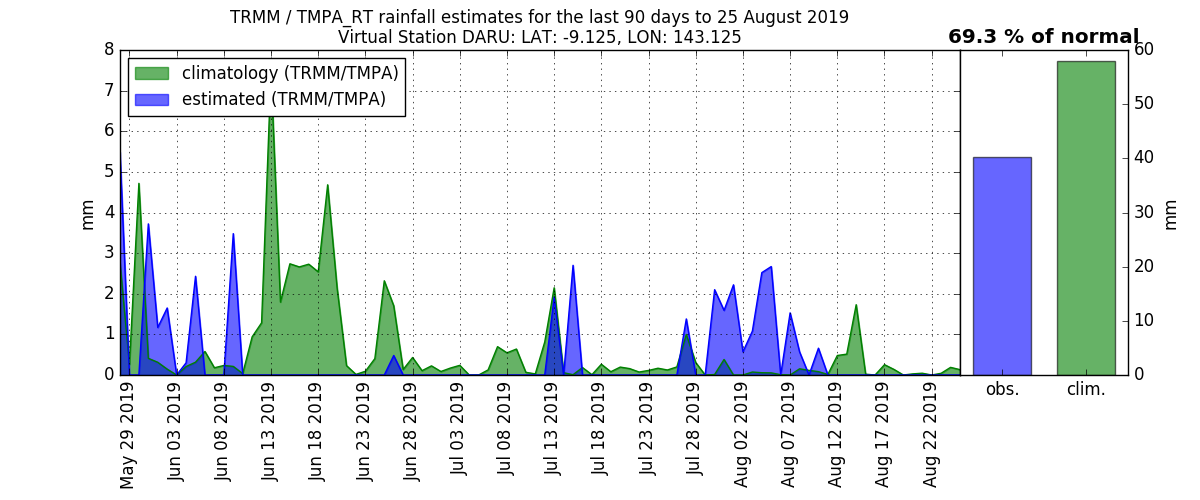 TRMM / TMPA_RT rainfall estimates for the last 90 days to 25 August 2019
Virtual Station DARU: LAT: -9.125, LON: 143.125
69.3 % of normal
climatology (TRMM/TMPA)
estimated (TRMM/TMPA)
8
7
6
5
4
3
2
1
0
mm
May 29 2019
Jun 03 2019
Jun 08 2019
Jun 13 2019
Jun 18 2019
Jun 23 2019
Jun 28 2019
Jul 03 2019
Jul 08 2019
Jul 13 2019
Jul 18 2019
Jul 23 2019
Jul 28 2019
Aug 02 2019
Aug 07 2019
Aug 12 2019
Aug 17 2019
Aug 22 2019
obs.
clim.
60
50
40
30
20
10
0
mm